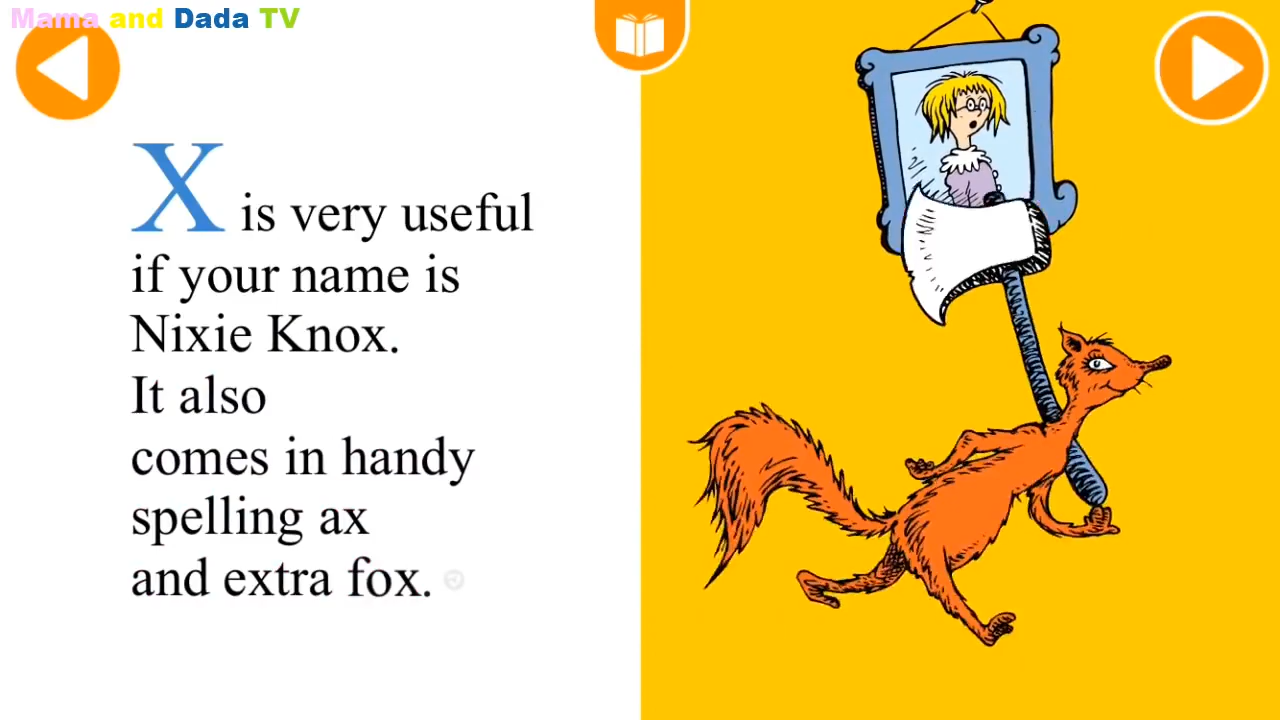 Mama and Dada TV
X is very useful
if your name is
Nixie Knox.
It also
comes in handy
spelling ax
and extra fox.